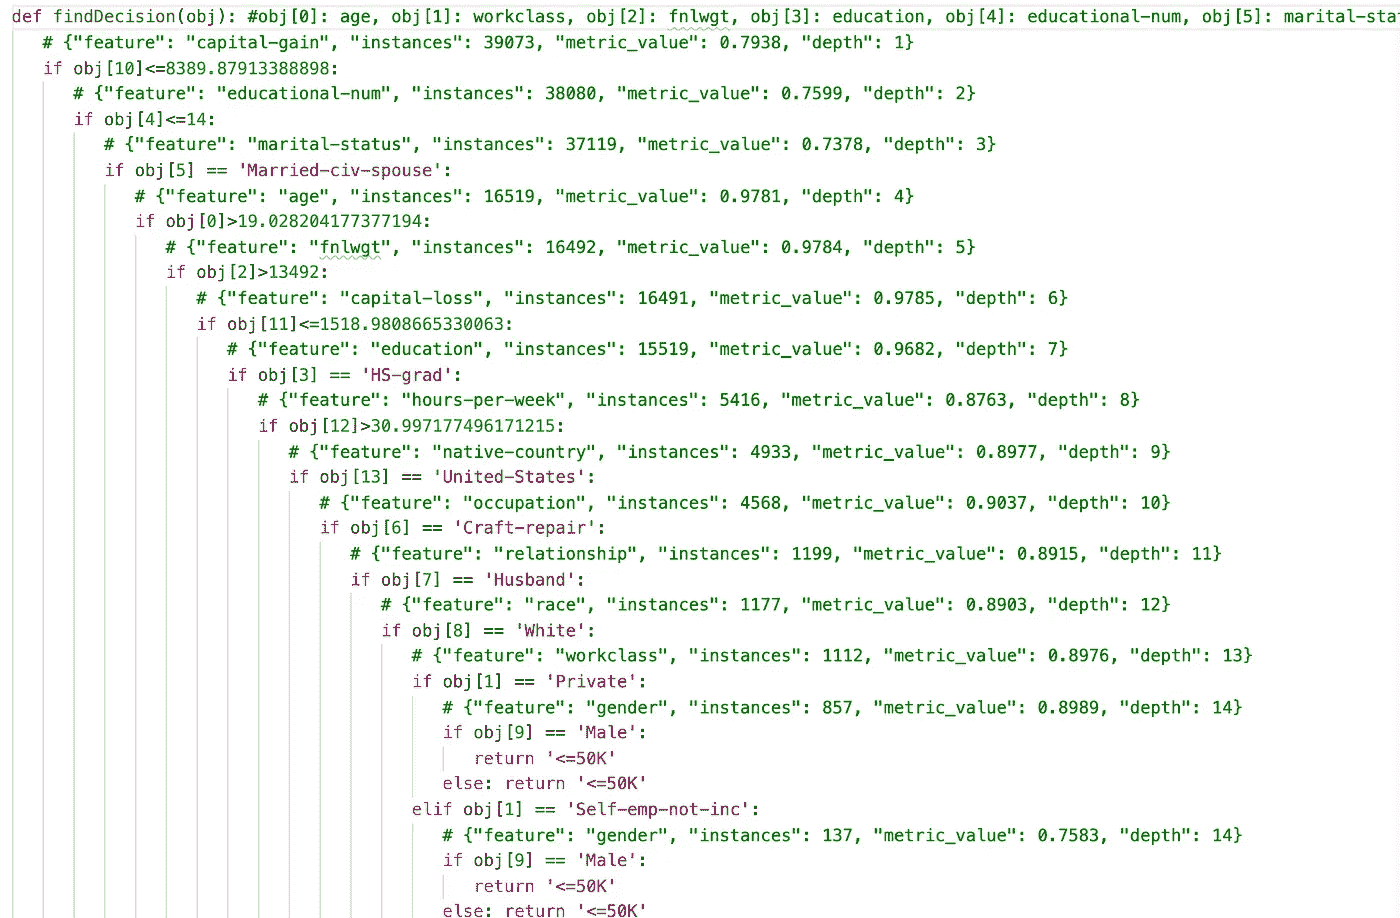 def findDecision(obj): #obj[0]: age, obj[1]: workclass, obj[2]: fnlwgt, obj[3]: education, obj[4]: educational-num, obj[5]: marital-sta
# {"feature": "capital-gain", "instances": 39073, "metric_value": 0.7938, "depth": 1}
if obj[10]<=8389.87913388898:
# {"feature": "educational-num", "instances": 38080, "metric_value": 0.7599, "depth": 2}
if obj[4]<=14:
# {"feature": "marital-status", "instances": 37119, "metric_value": 0.7378, "depth": 3}
if obj[5] == 'Married-civ-spouse':
# {"feature": "age", "instances": 16519, "metric_value": 0.9781, "depth": 4}
if obj[0]>19.028204177377194:
# {"feature": "fnlwgt", "instances": 16492, "metric_value": 0.9784, "depth": 5}
if obj[2]>13492:
# {"feature": "capital-loss", "instances": 16491, "metric_value": 0.9785, "depth": 6}
if obj[11]<=1518.9808665330063:
# {"feature": "education", "instances": 15519, "metric_value": 0.9682, "depth": 7}
if obj[3] == 'HS-grad':
# {"feature": "hours-per-week", "instances": 5416, "metric_value": 0.8763, "depth": 8}
if obj[12]>30.997177496171215:
# {"feature": "native-country", "instances": 4933, "metric_value": 0.8977, "depth": 9}
if obj[13] == 'United-States':
# {"feature": "occupation", "instances": 4568, "metric_value": 0.9037, "depth": 10}
if obj[6] == 'Craft-repair':
# {"feature": "relationship", "instances": 1199, "metric_value": 0.8915, "depth": 11}
if obj[7] == 'Husband':
# {"feature": "race", "instances": 1177, "metric_value": 0.8903, "depth": 12}
if obj[8] == 'White':
# {"feature": "workclass", "instances": 1112, "metric_value": 0.8976, "depth": 13}
if obj[1] == 'Private':
# {"feature": "gender", "instances": 857, "metric_value": 0.8989, "depth": 14}
if obj[9] == 'Male':
return '<=50K'
else: return '<=50K'
elif obj[1] == 'Self-emp-not-inc':
# {"feature": "gender", "instances": 137, "metric_value": 0.7583, "depth": 14}
if obj[9] == 'Male':
return '<=50K'
else: return '<=50K'